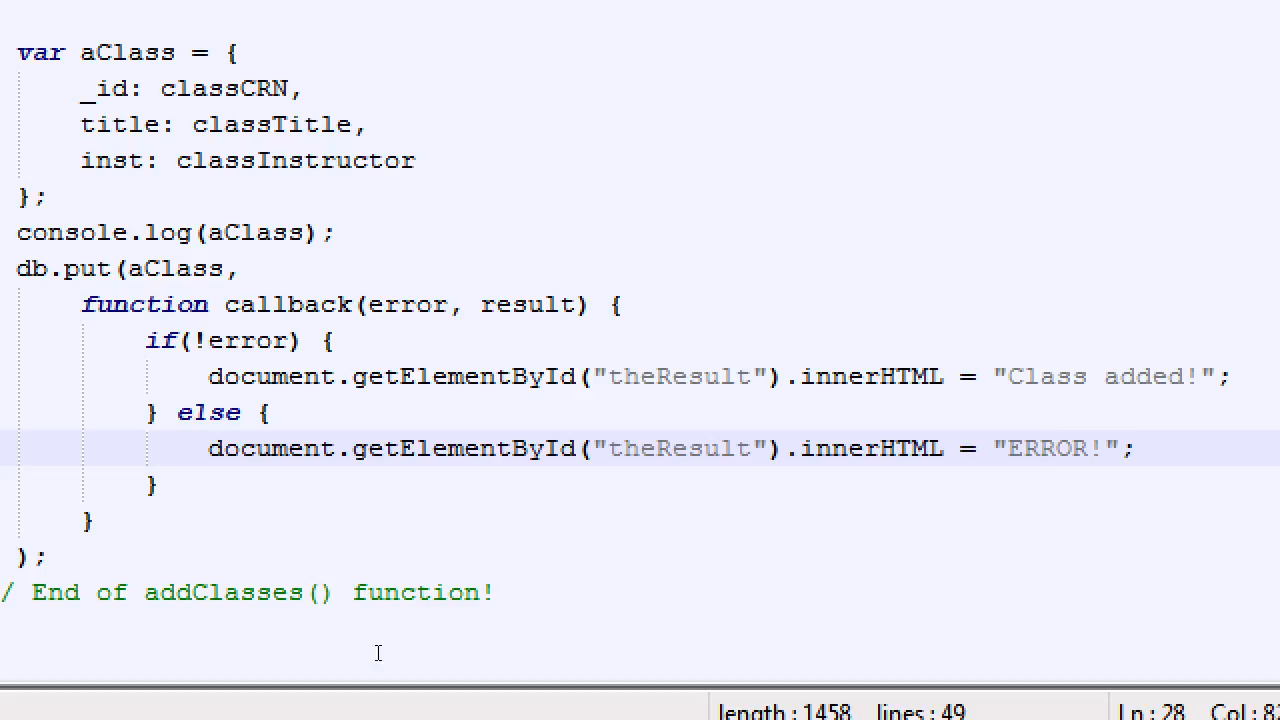 var aClass = {
_id: classCRN,
title: classTitle,
inst: classInstructor
};
console.log(aClass);
db.put(aClass,
function callback(error, result) {
if(!error) {
document.getElementById("theResult").innerHTML = "Class added!";
} else {
document.getElementById("theResult").innerHTML = "ERROR!";
}
}
);
/ End of addClasses() function!
length : 1458 lines : 49 Ln : 28 Col :